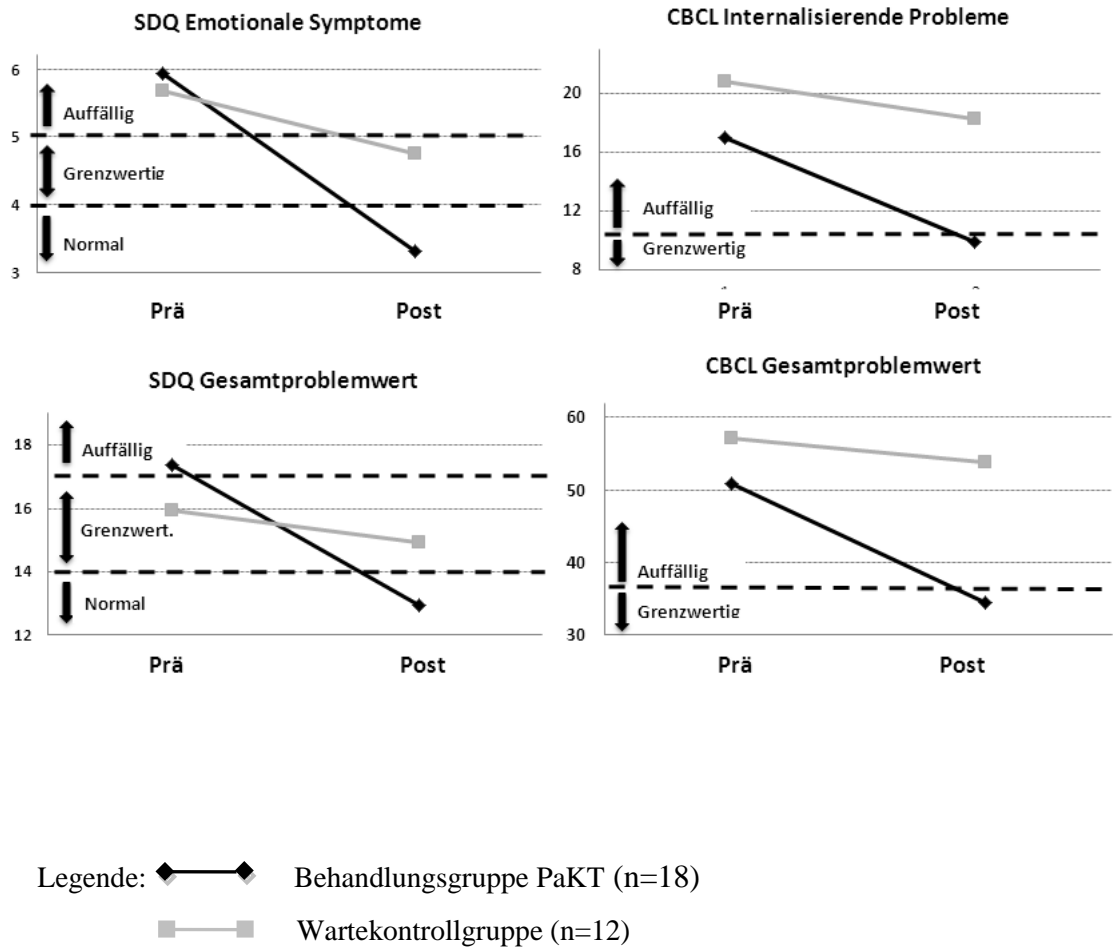 SDQ Emotionale Symptome
6
5
4
3
Auffällig
Grenzwertig
Normal
Prä
Post
CBCL Internalisierende Probleme
20
16
12
8
Auffällig
Grenzwertig
Prä
Post
SDQ Gesamtproblemwert
18
16
14
12
Auffällig
Grenzwert.
Normal
Prä
Post
CBCL Gesamtproblemwert
60
50
40
30
Auffällig
Grenzwertig
Prä
Post
Legende: Behandlungsgruppe PaKT (n=18)
Wartekontrollgruppe (n=12)